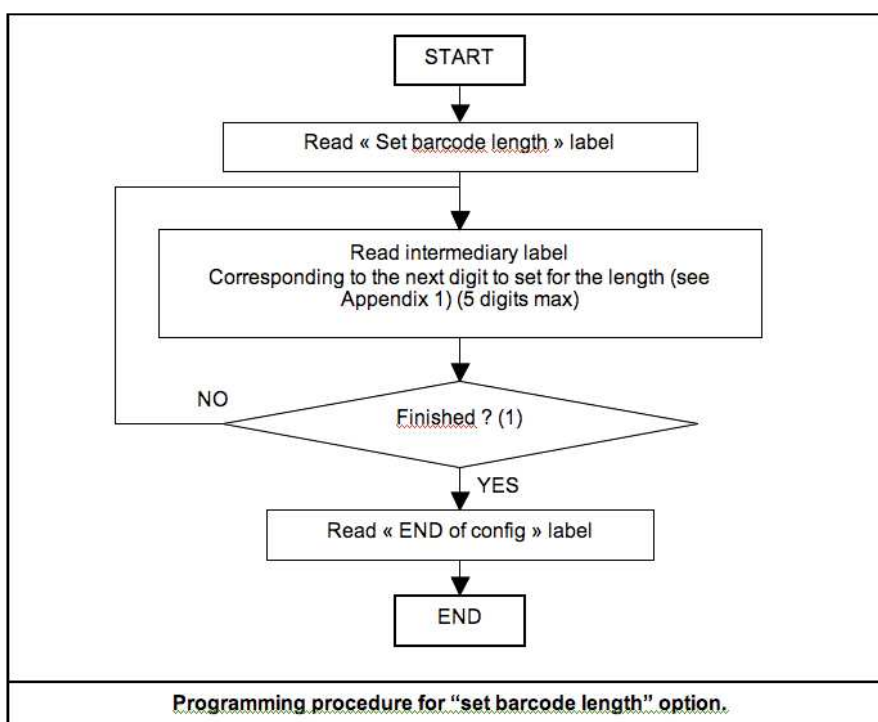 START
Read « Set barcode length » label
Read intermediary label
Corresponding to the next digit to set for the length (see
Appendix 1) (5 digits max)
NO
Finished ? (1)
YES
Read « END of config » label
END
Programming procedure for “set barcode length” option.